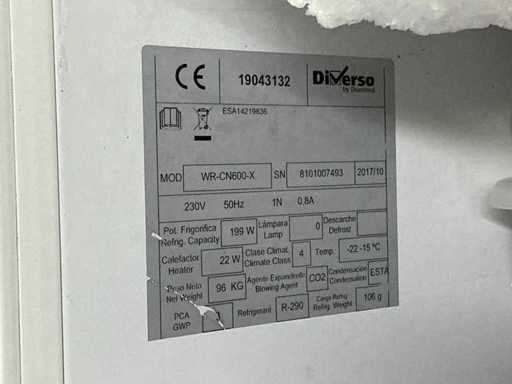 CE 19043132 DiVerso
by Diamond
ESA14219836
MOD WR-CN600-X SN 8101007493 2017/10
230V 50Hz 1N 0,8A
Pot. Frigorífica
Refrig. Capacity 199 W Lámpara
Lamp 0 Descarche
Defrost
Calefactor
Heater 22 W Clase Climat.
Climate Class 4 Temp. -22 -15ºC
Peso Neto
Net Weight 96 KG Agente Expandente
Blowing Agent CO2 Condensación
Condensation ESTA
PCA
GWP 3 Refrigerant R-290 Carga Refrig.
Refrig. Weight 106 g